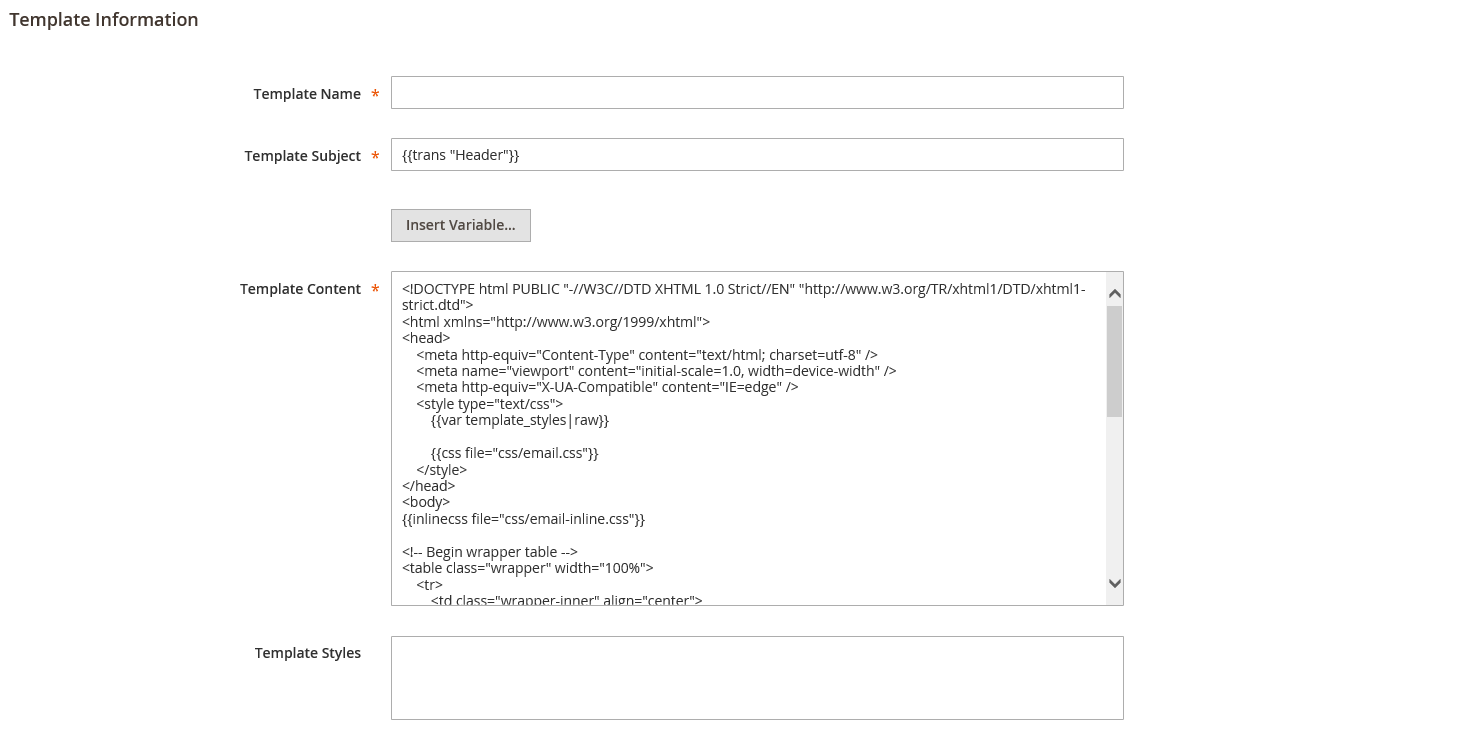 Template Information
Template Name *
Template Subject * {{trans "Header"}}
Insert Variable...
Template Content * <!DOCTYPE html PUBLIC "-//W3C//DTD XHTML 1.0 Strict//EN" "http://www.w3.org/TR/xhtml1/DTD/xhtml1-
strict.dtd">
<html xmlns="http://www.w3.org/1999/xhtml">
<head>
    <meta http-equiv="Content-Type" content="text/html; charset=utf-8" />
    <meta name="viewport" content="initial-scale=1.0, width=device-width" />
    <meta http-equiv="X-UA-Compatible" content="IE=edge" />
    <style type="text/css">
        {{var template_styles|raw}}
        {{css file="css/email.css"}}
    </style>
</head>
<body>
{{inlinecss file="css/email-inline.css"}}
<!-- Begin wrapper table -->
<table class="wrapper" width="100%">
    <tr>
        <td class="wrapper-inner" align="center">
Template Styles